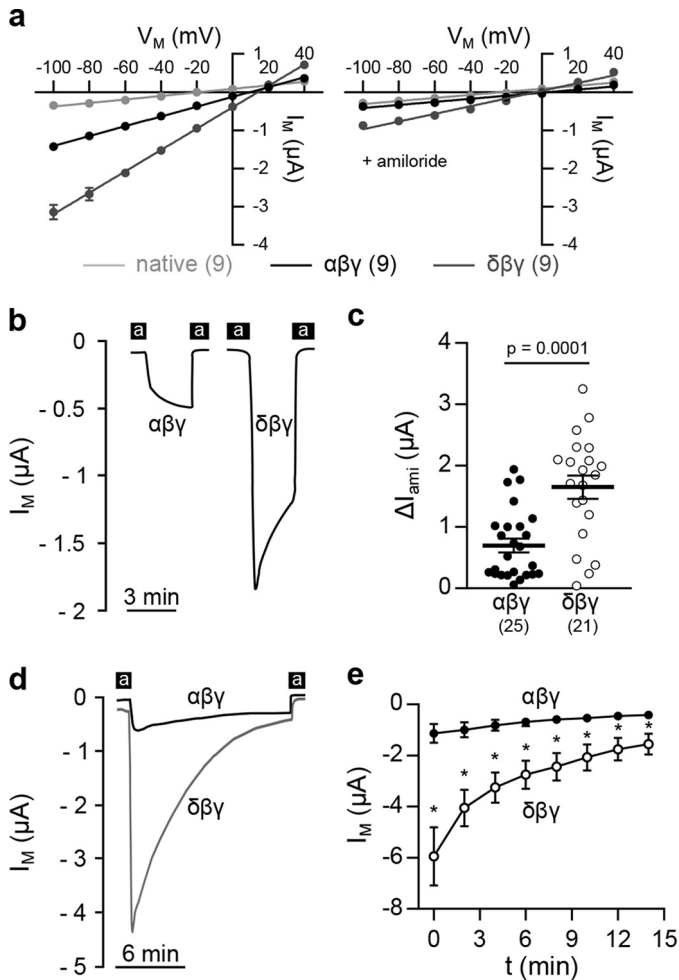 a
V_M (mV)
-100 -80 -60 -40 -20 1 20 40
-1
-2
-3
-4
I_M (μA)
V_M (mV)
-100 -80 -60 -40 -20 1 20 40
-1
-2
-3
-4
I_M (μA)
+ amiloride
native (9) αβγ (9) δβγ (9)
b
a a a a
0
- 0.5
- 1
- 1.5
- 2
I_M (μA)
αβγ
δβγ
3 min
c
p = 0.0001
4
3
2
1
0
ΔI_ami (μA)
αβγ δβγ
(25) (21)
d
a a
0
- 1
- 2
- 3
- 4
- 5
I_M (μA)
αβγ
δβγ
6 min
e
0
-2
-4
-6
-8
I_M (μA)
αβγ
* * * * * * * *
δβγ
0 3 6 9 12 15
t (min)